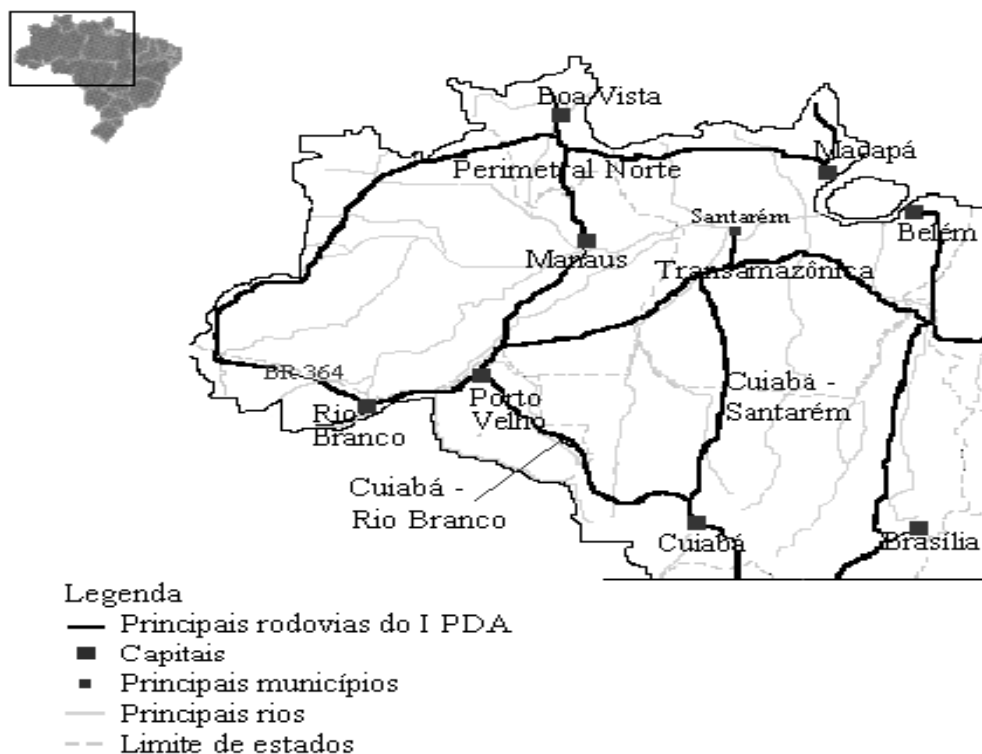 Boa Vista
Macapá
Perimetral Norte
Santarém
Belém
Manaus
Transamazônica
BR-364
Cuiabá -
Santarém
Porto
Velho
Rio
Branco
Cuiabá -
Rio Branco
Cuiabá
Brasília
Legenda
Principais rodovias do I PDA
Capitais
Principais municípios
Principais rios
Limite de estados